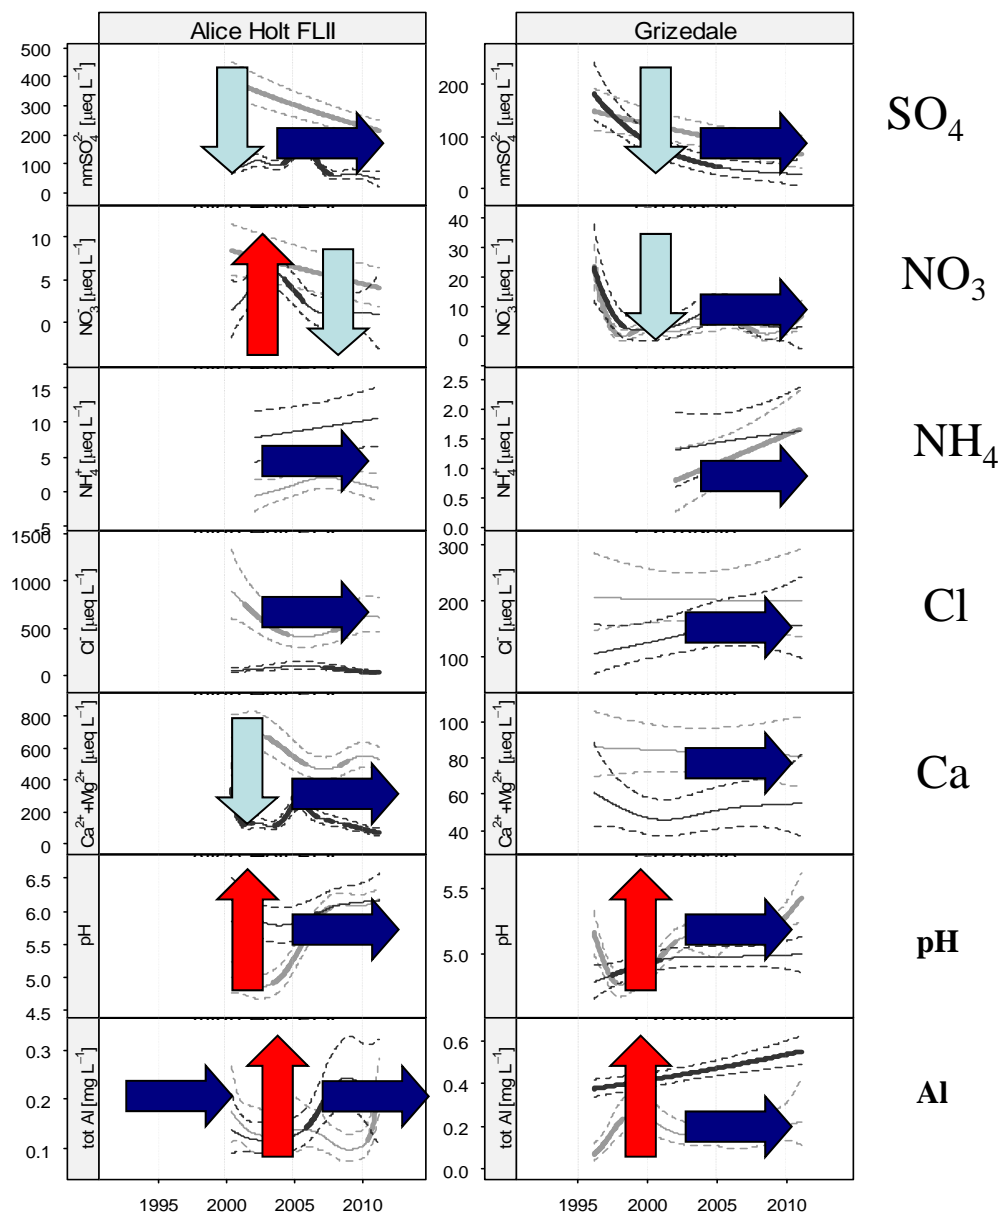 Alice Holt FLII
Grizedale
nmSO₄²⁻ [µeq L⁻¹]
500
400
300
200
100
0
nmSO₄²⁻ [µeq L⁻¹]
200
100
0
SO₄
NO₃⁻ [µeq L⁻¹]
10
5
0
NO₃⁻ [µeq L⁻¹]
40
30
20
10
0
NO₃
NH₄⁺ [µeq L⁻¹]
15
10
5
0
-5
NH₄⁺ [µeq L⁻¹]
2.5
2.0
1.5
1.0
0.5
0.0
NH₄
Cl⁻ [µeq L⁻¹]
1500
1000
500
0
Cl⁻ [µeq L⁻¹]
300
200
100
Cl
Ca²⁺+Mg²⁺ [µeq L⁻¹]
800
600
400
200
0
Ca²⁺+Mg²⁺ [µeq L⁻¹]
100
80
60
40
Ca
pH
6.5
6.0
5.5
5.0
4.5
pH
5.5
5.0
pH
tot Al [mg L⁻¹]
0.3
0.2
0.1
tot Al [mg L⁻¹]
0.6
0.4
0.2
0.0
Al
1995 2000 2005 2010
1995 2000 2005 2010